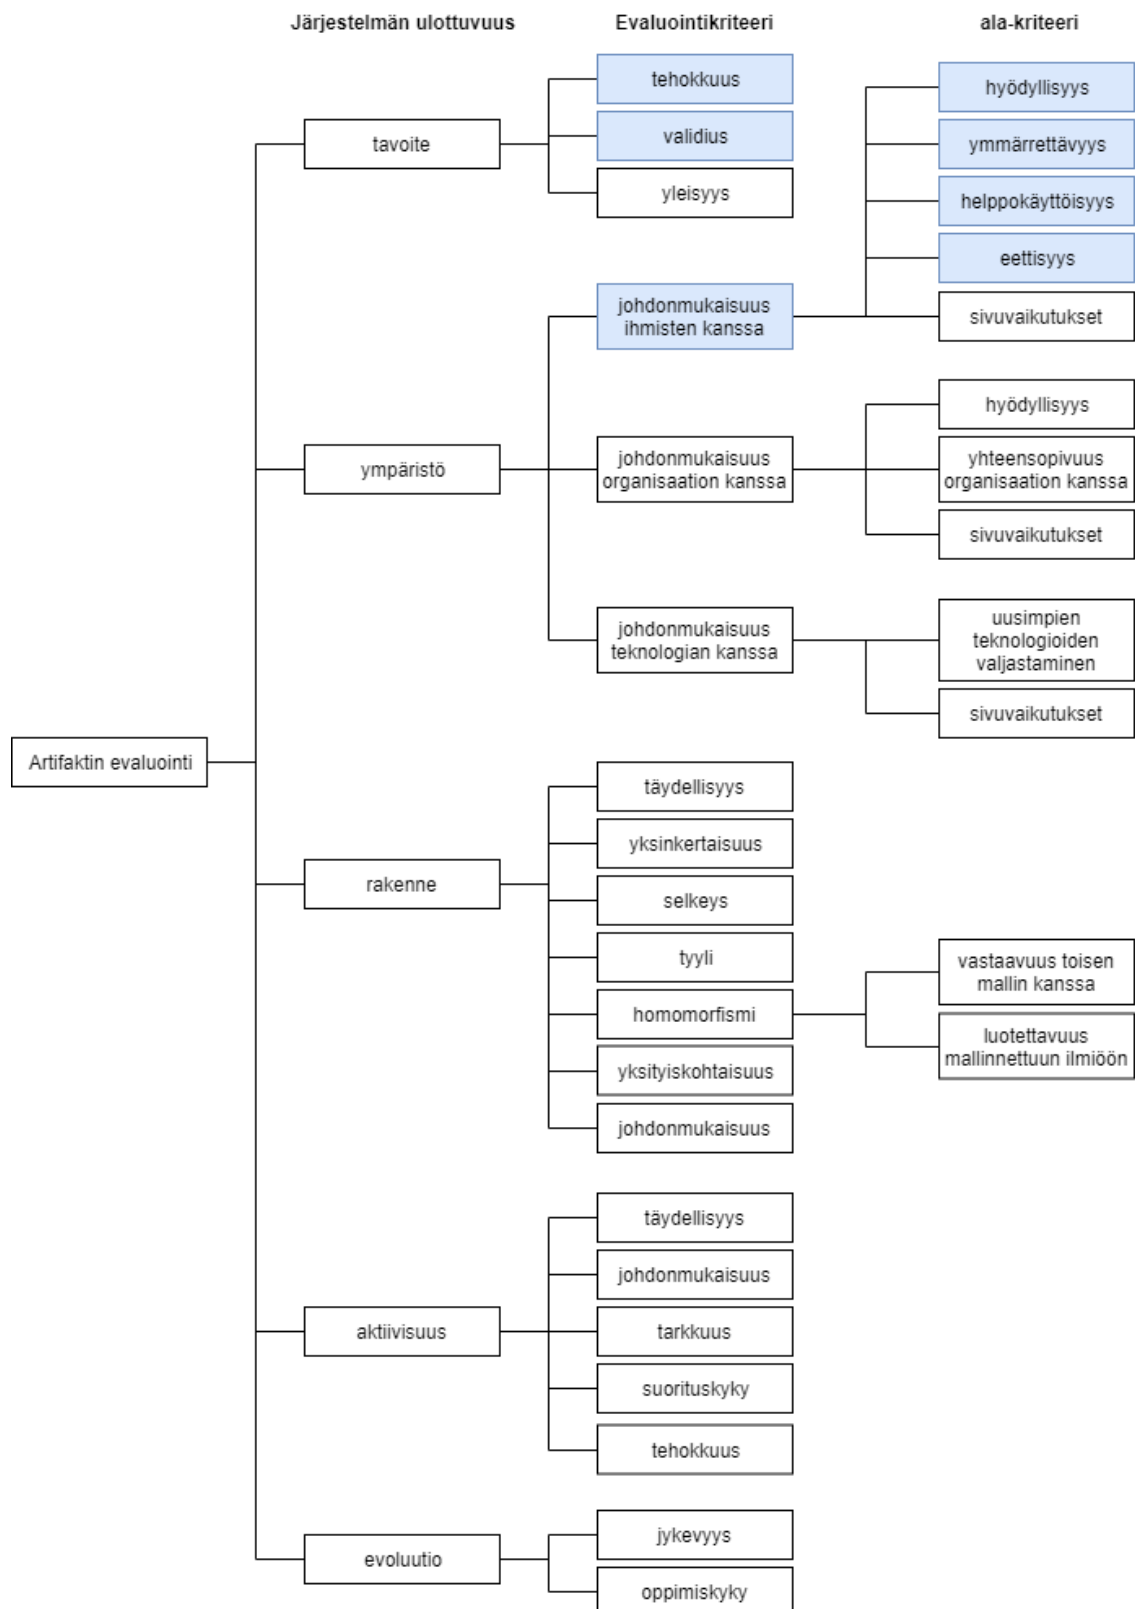 Järjestelmän ulottuvuus
Evaluointikriteeri
ala-kriteeri
Artifaktin evaluointi
tavoite
tehokkuus
validius
yleisyys
ympäristö
johdonmukaisuus
ihmisten kanssa
hyödyllisyys
ymmärrettävyys
helppokäyttöisyys
eettisyys
sivuvaikutukset
johdonmukaisuus
organisaation kanssa
hyödyllisyys
yhteensopivuus
organisaation kanssa
sivuvaikutukset
johdonmukaisuus
teknologian kanssa
uusimpien
teknologioiden
valjastaminen
sivuvaikutukset
rakenne
täydellisyys
yksinkertaisuus
selkeys
tyyli
homomorfismi
vastaavuus toisen
mallin kanssa
luotettavuus
mallinnettuun ilmiöön
yksityiskohtaisuus
johdonmukaisuus
aktiivisuus
täydellisyys
johdonmukaisuus
tarkkuus
suorituskyky
tehokkuus
evoluutio
jykevyys
oppimiskyky